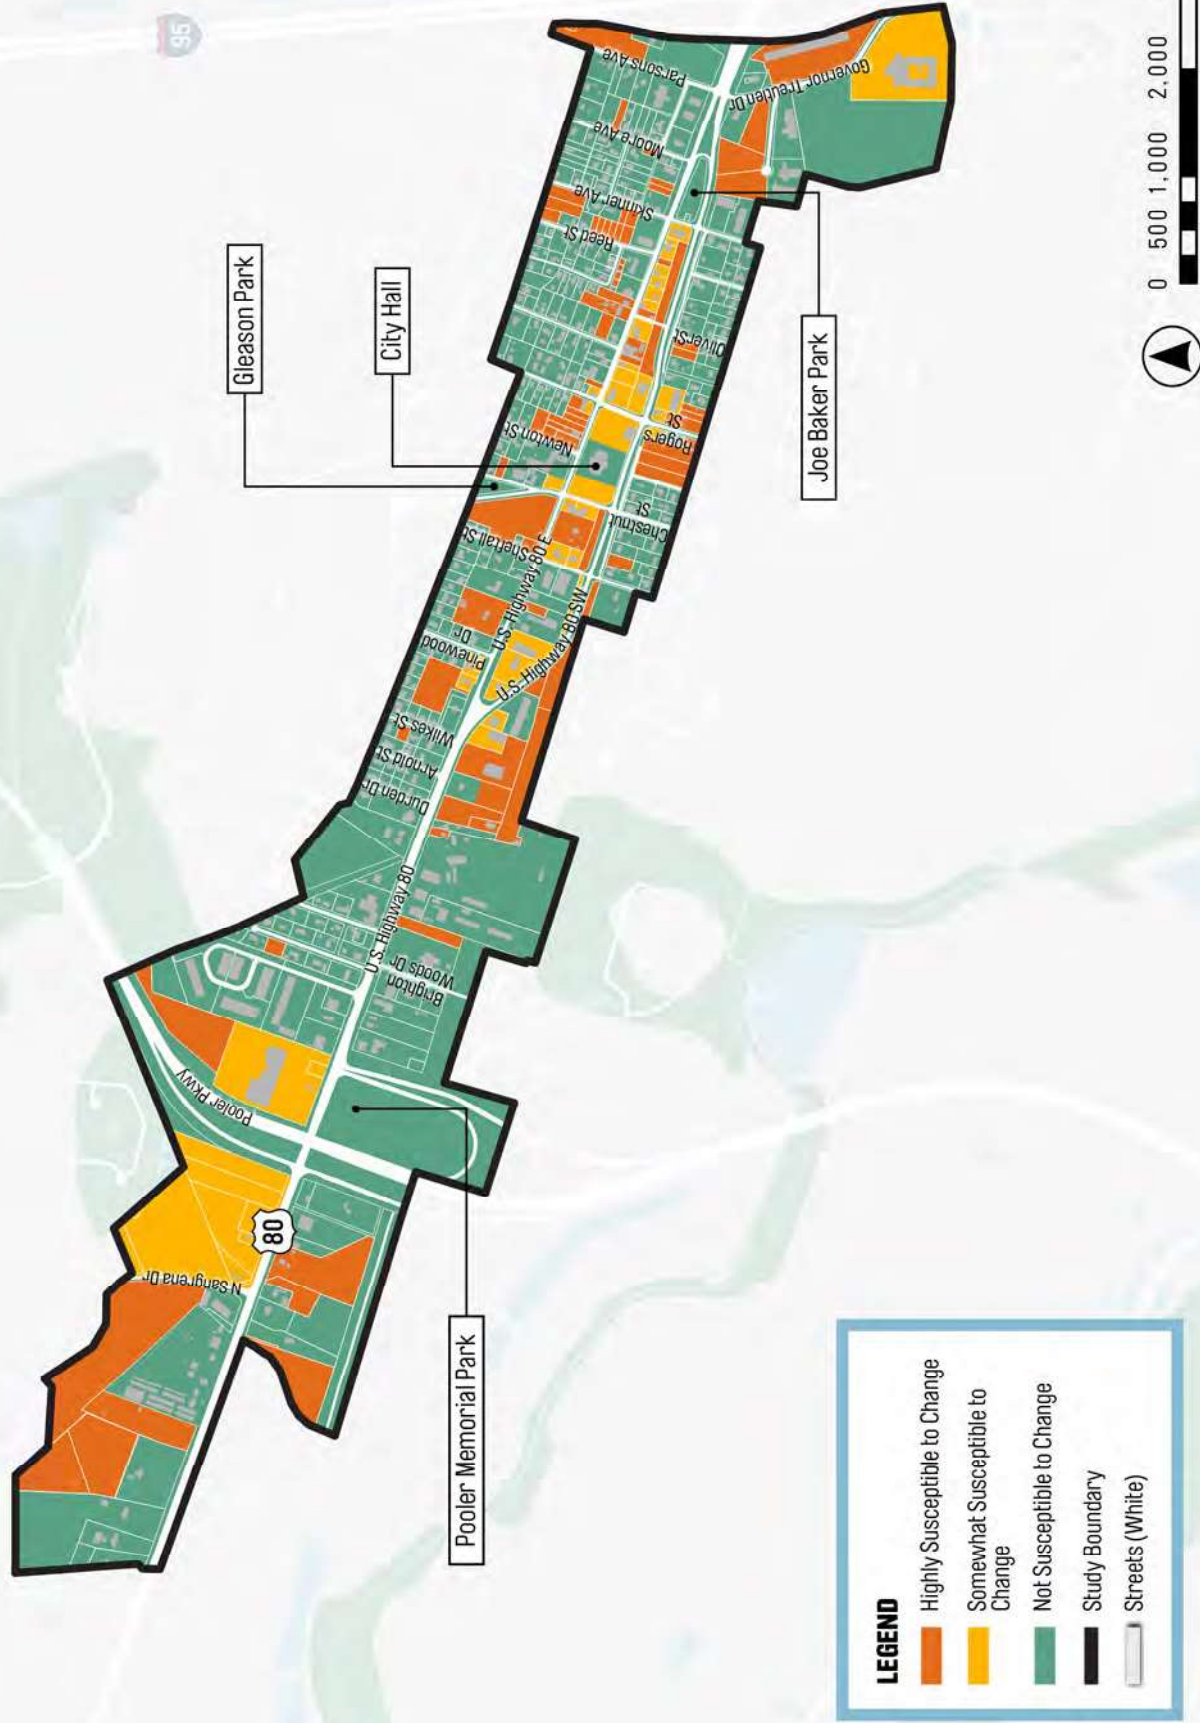 95
Gleason Park
City Hall
Joe Baker Park
Pooler Memorial Park
Parsons Ave
Moore Ave
Skinner Ave
Reed St
Governor Treutlen Dr
Oliver St
Rogers
St
Newton St
Chestnut
St
Sheftall St
U.S. Highway 80 E
U.S. Highway 80 SW
Pinewood
Dr
Wilkes St
Arnold St
Durden Dr
U.S. Highway 80
Brighton
Woods Dr
Pooler Pkwy
80
N Sangrena Dr
LEGEND
Highly Susceptible to Change
Somewhat Susceptible to
Change
Not Susceptible to Change
Study Boundary
Streets (White)
0 500 1,000 2,000